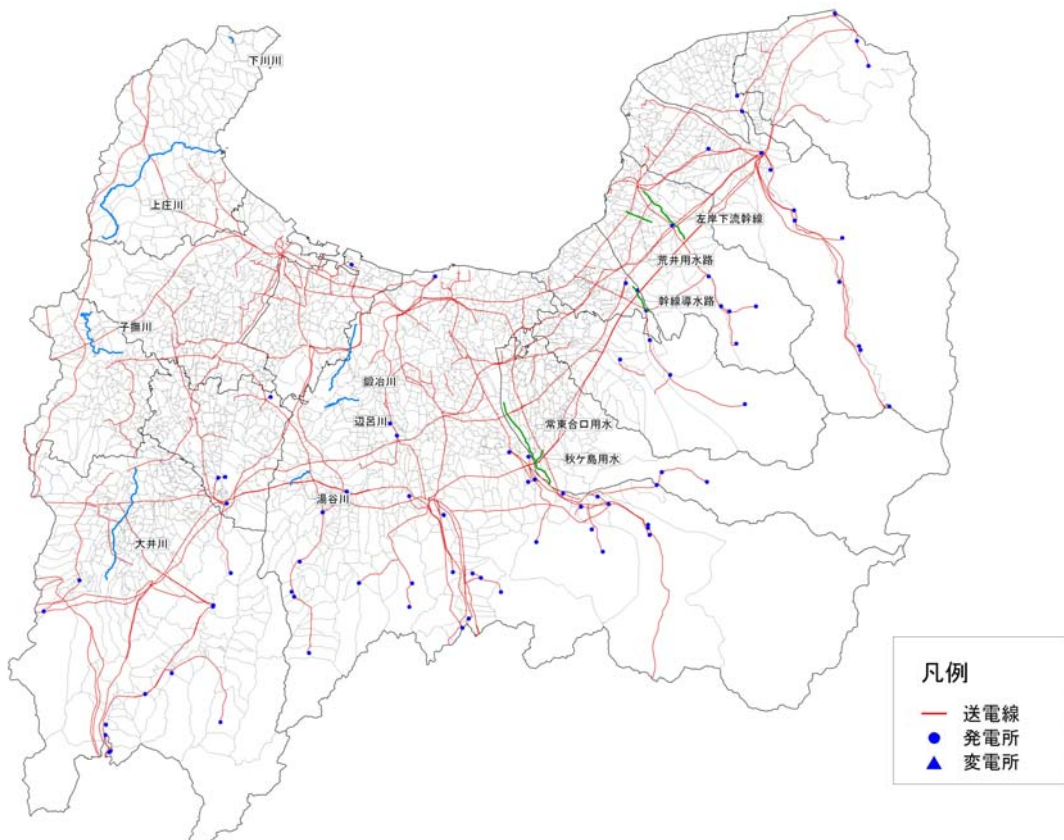 下川川
上庄川
左岸下流幹線
荒井用水路
幹線導水路
子撫川
鍛冶川
辺呂川
常東合口用水
秋ケ島用水
湯谷川
大井川
凡例
送電線
発電所
変電所